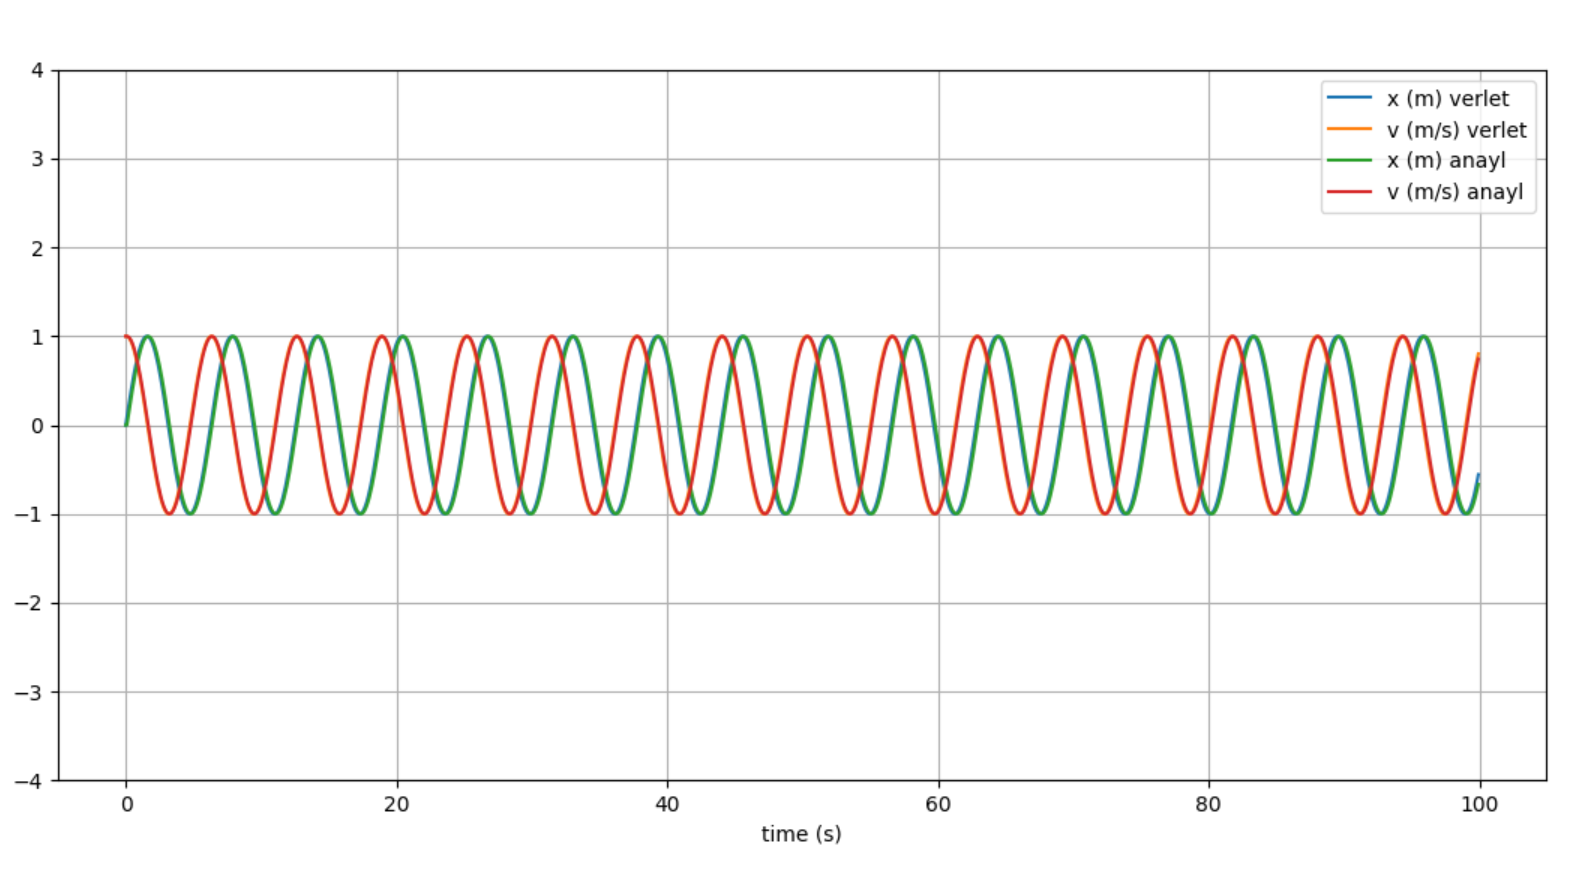 4
3
2
1
0
−1
−2
−3
−4
x (m) verlet
v (m/s) verlet
x (m) anayl
v (m/s) anayl
0 20 40 60 80 100
time (s)